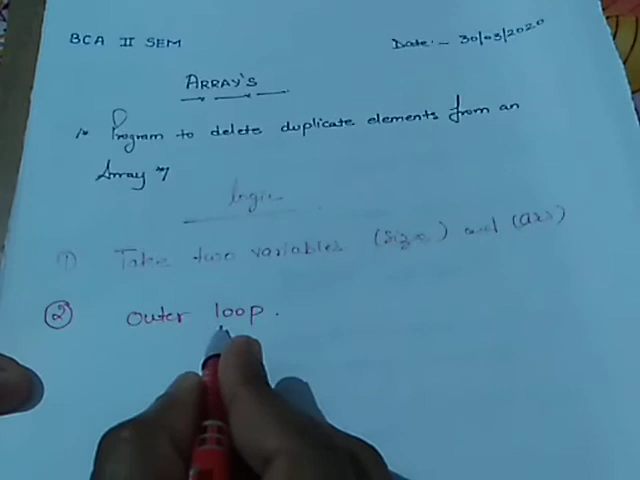 BCA II SEM
Date:- 30/03/2020
ARRAY'S
/* Program to delete duplicate elements from an
Array */
logic
① Take two variables (size) and (arr)
② Outer loop.